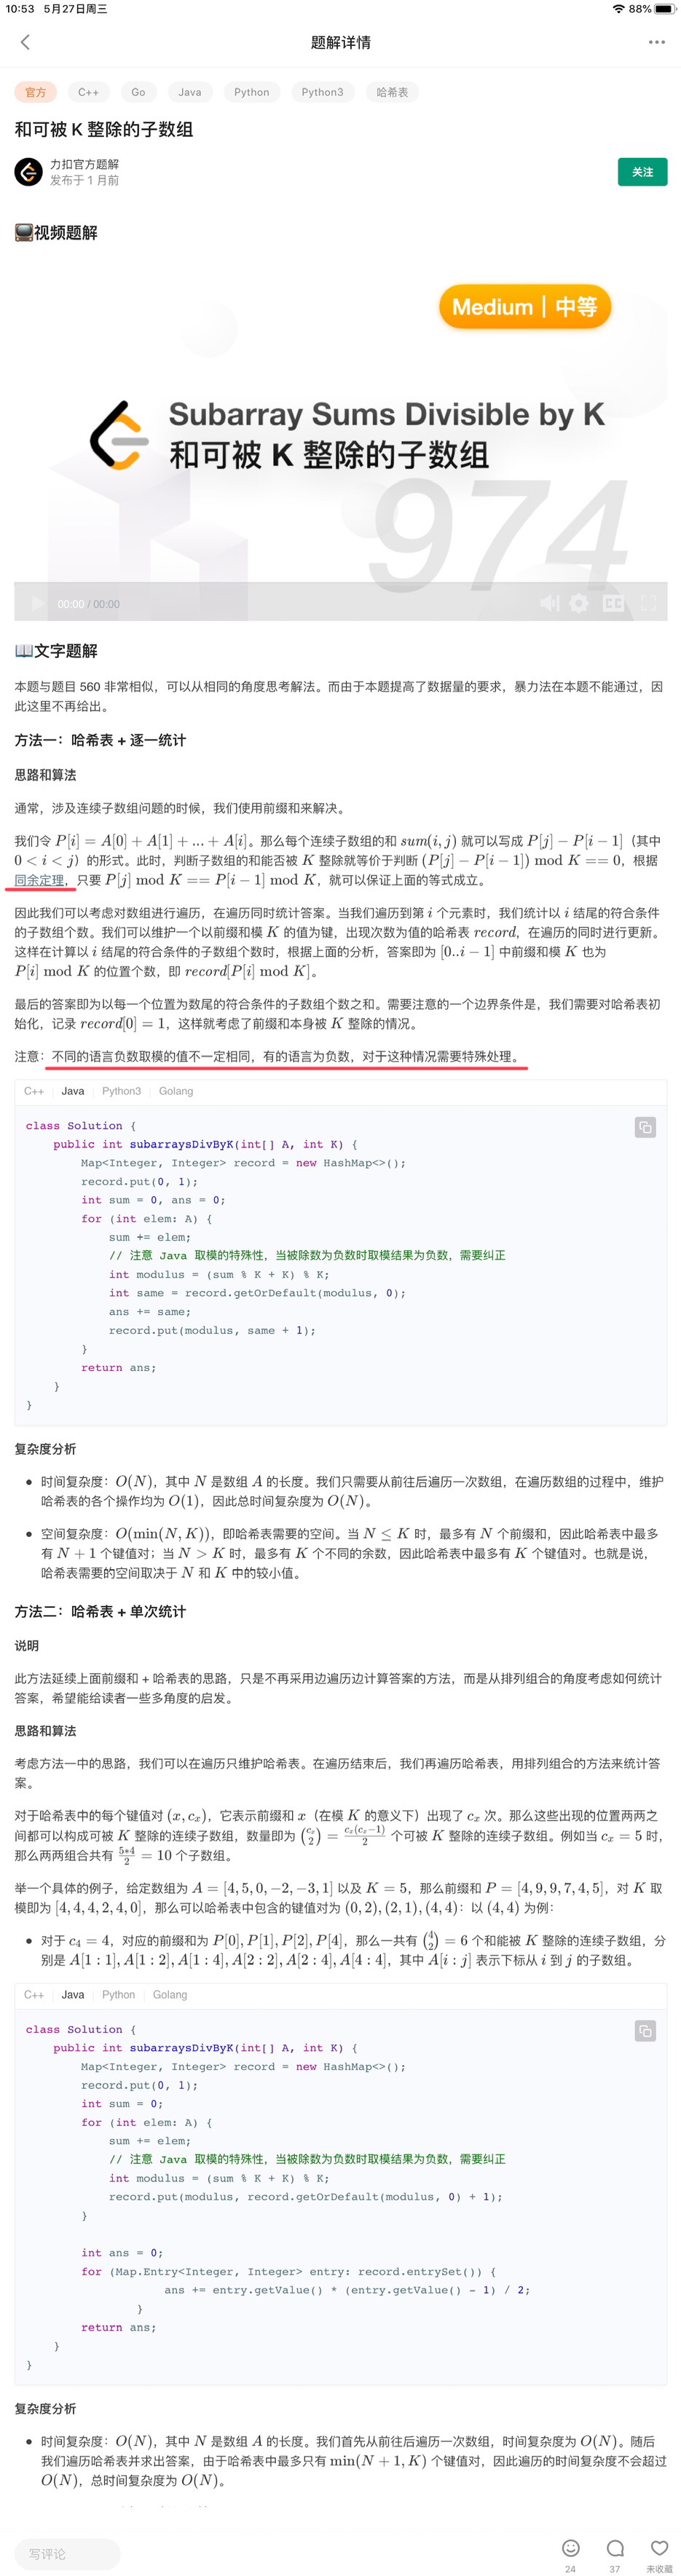 10:53 5月27日周三
88%
题解详情
官方 C++ Go Java Python Python3 哈希表
和可被 K 整除的子数组
力扣官方题解
发布于 1 月前
关注
📺视频题解
Medium | 中等
Subarray Sums Divisible by K
和可被 K 整除的子数组
974
00:00 / 00:00
CC
📖文字题解
本题与题目 560 非常相似，可以从相同的角度思考解法。而由于本题提高了数据量的要求，暴力法在本题不能通过，因
此这里不再给出。
方法一：哈希表 + 逐一统计
思路和算法
通常，涉及连续子数组问题的时候，我们使用前缀和来解决。
我们令 P[i] = A[0] + A[1] + ... + A[i]。那么每个连续子数组的和 sum(i, j) 就可以写成 P[j] − P[i − 1]（其中
0 < i < j）的形式。此时，判断子数组的和能否被 K 整除就等价于判断 (P[j] − P[i − 1]) mod K == 0，根据
同余定理，只要 P[j] mod K == P[i − 1] mod K，就可以保证上面的等式成立。
因此我们可以考虑对数组进行遍历，在遍历同时统计答案。当我们遍历到第 i 个元素时，我们统计以 i 结尾的符合条件
的子数组个数。我们可以维护一个以前缀和模 K 的值为键，出现次数为值的哈希表 record，在遍历的同时进行更新。
这样在计算以 i 结尾的符合条件的子数组个数时，根据上面的分析，答案即为 [0..i − 1] 中前缀和模 K 也为
P[i] mod K 的位置个数，即 record[P[i] mod K]。
最后的答案即为以每一个位置为数尾的符合条件的子数组个数之和。需要注意的一个边界条件是，我们需要对哈希表初
始化，记录 record[0] = 1，这样就考虑了前缀和本身被 K 整除的情况。
注意：不同的语言负数取模的值不一定相同，有的语言为负数，对于这种情况需要特殊处理。
C++ Java Python3 Golang
class Solution {
public int subarraysDivByK(int[] A, int K) {
Map<Integer, Integer> record = new HashMap<>();
record.put(0, 1);
int sum = 0, ans = 0;
for (int elem: A) {
sum += elem;
// 注意 Java 取模的特殊性，当被除数为负数时取模结果为负数，需要纠正
int modulus = (sum % K + K) % K;
int same = record.getOrDefault(modulus, 0);
ans += same;
record.put(modulus, same + 1);
}
return ans;
}
}
复杂度分析
• 时间复杂度：O(N)，其中 N 是数组 A 的长度。我们只需要从前往后遍历一次数组，在遍历数组的过程中，维护
哈希表的各个操作均为 O(1)，因此总时间复杂度为 O(N)。
• 空间复杂度：O(min(N, K))，即哈希表需要的空间。当 N ≤ K 时，最多有 N 个前缀和，因此哈希表中最多
有 N + 1 个键值对；当 N > K 时，最多有 K 个不同的余数，因此哈希表中最多有 K 个键值对。也就是说，
哈希表需要的空间取决于 N 和 K 中的较小值。
方法二：哈希表 + 单次统计
说明
此方法延续上面前缀和 + 哈希表的思路，只是不再采用边遍历边计算答案的方法，而是从排列组合的角度考虑如何统计
答案，希望能给读者一些多角度的启发。
思路和算法
考虑方法一中的思路，我们可以在遍历只维护哈希表。在遍历结束后，我们再遍历哈希表，用排列组合的方法来统计答
案。
对于哈希表中的每个键值对 (x, cₓ)，它表示前缀和 x（在模 K 的意义下）出现了 cₓ 次。那么这些出现的位置两两之
间都可以构成可被 K 整除的连续子数组，数量即为 (cₓ 2) = cₓ(cₓ−1)/2 个可被 K 整除的连续子数组。例如当 cₓ = 5 时，
那么两两组合共有 5*4/2 = 10 个子数组。
举一个具体的例子，给定数组为 A = [4, 5, 0, −2, −3, 1] 以及 K = 5，那么前缀和 P = [4, 9, 9, 7, 4, 5]，对 K 取
模即为 [4, 4, 4, 2, 4, 0]，那么可以哈希表中包含的键值对为 (0, 2), (2, 1), (4, 4)：以 (4, 4) 为例：
• 对于 c₄ = 4，对应的前缀和为 P[0], P[1], P[2], P[4]，那么一共有 (4 2) = 6 个和能被 K 整除的连续子数组，分
别是 A[1 : 1], A[1 : 2], A[1 : 4], A[2 : 2], A[2 : 4], A[4 : 4]，其中 A[i : j] 表示下标从 i 到 j 的子数组。
C++ Java Python Golang
class Solution {
public int subarraysDivByK(int[] A, int K) {
Map<Integer, Integer> record = new HashMap<>();
record.put(0, 1);
int sum = 0;
for (int elem: A) {
sum += elem;
// 注意 Java 取模的特殊性，当被除数为负数时取模结果为负数，需要纠正
int modulus = (sum % K + K) % K;
record.put(modulus, record.getOrDefault(modulus, 0) + 1);
}
int ans = 0;
for (Map.Entry<Integer, Integer> entry: record.entrySet()) {
ans += entry.getValue() * (entry.getValue() - 1) / 2;
}
return ans;
}
}
复杂度分析
• 时间复杂度：O(N)，其中 N 是数组 A 的长度。我们首先从前往后遍历一次数组，时间复杂度为 O(N)。随后
我们遍历哈希表并求出答案，由于哈希表中最多只有 min(N + 1, K) 个键值对，因此遍历的时间复杂度不会超过
O(N)，总时间复杂度为 O(N)。
写评论
24 37 未收藏